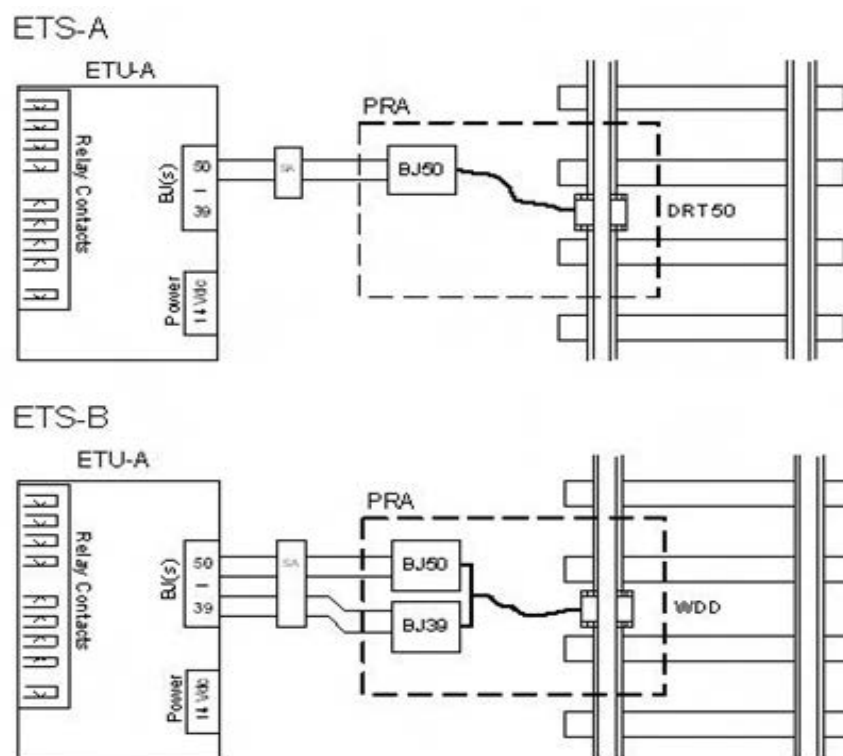 ETS-A
ETU-A
PRA
Relay Contacts
BJ(s)
50
I
39
SA
BJ50
DRT50
Power
14 Vdc
ETS-B
ETU-A
PRA
Relay Contacts
BJ(s)
50
I
39
SA
BJ50
BJ39
WDD
Power
14 Vdc